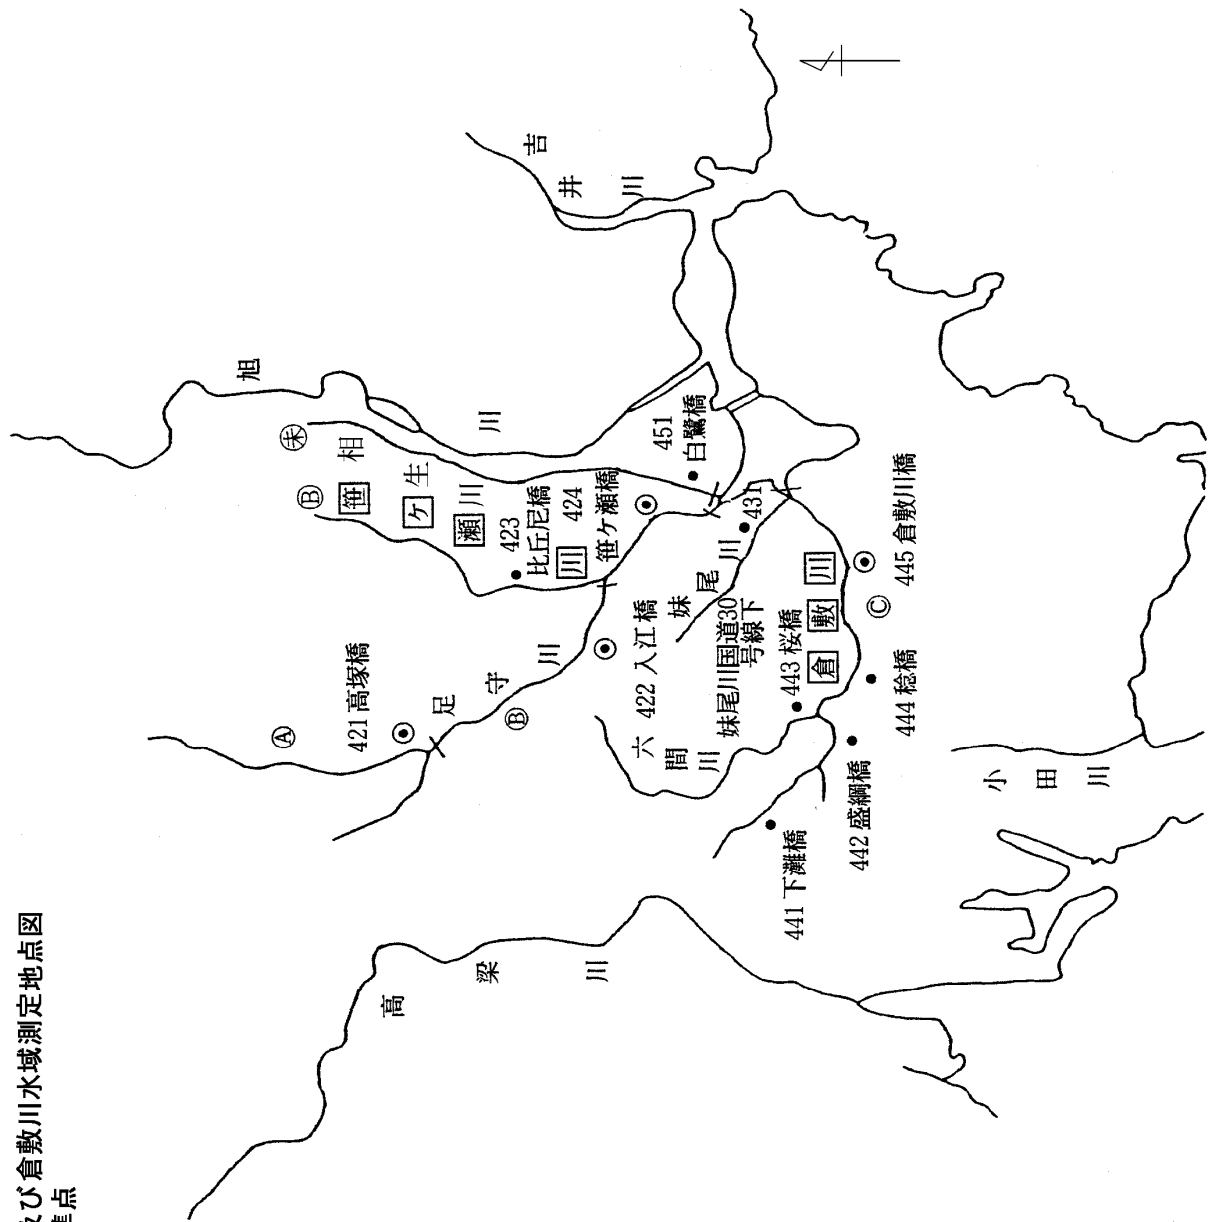 及び倉敷川水域測定地点図
準点
Ⓐ
421 高塚橋
足守川
Ⓑ
422 入江橋
Ⓑ
笹ヶ瀬川
423
比丘尼橋
424
笹ケ瀬橋
㊍
相生川
旭川
451
白鷺橋
吉井川
431
妹尾川
妹尾川国道30
号線下
六間川
443 桜橋
倉敷川
Ⓒ
445 倉敷川橋
444 稔橋
442 盛綱橋
441 下灘橋
小田川
高梁川